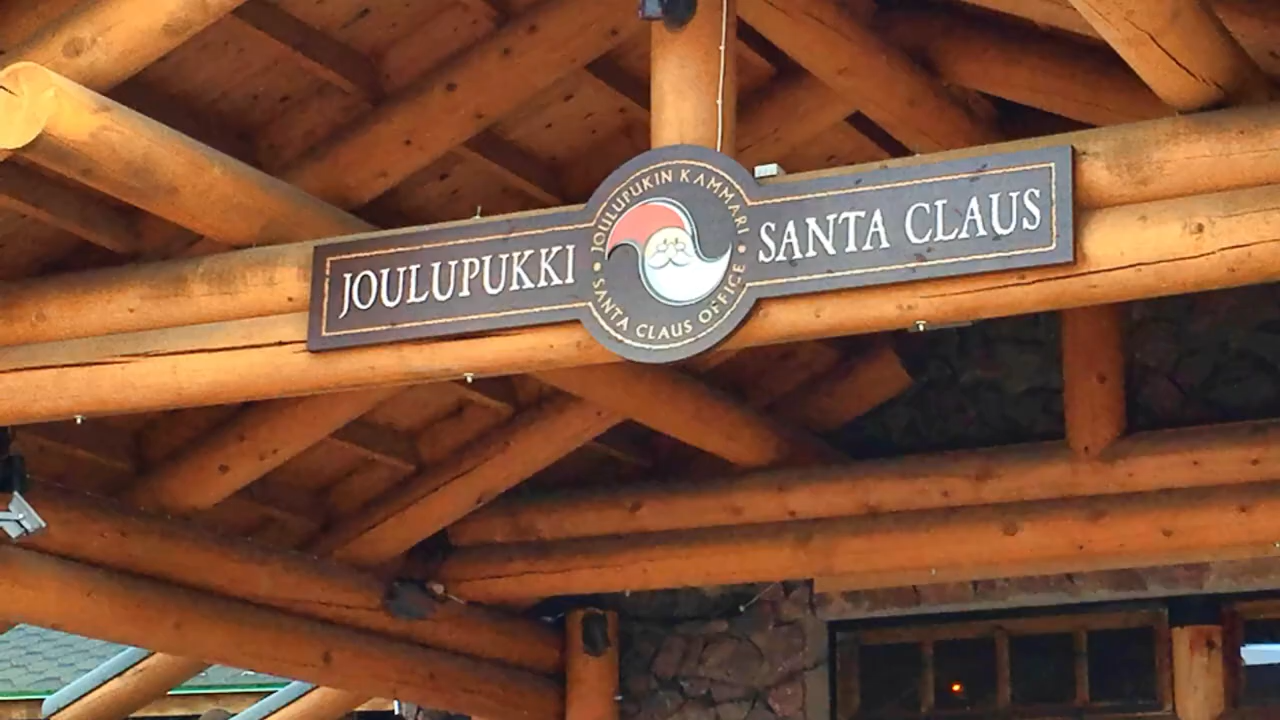 JOULUPUKKI
JOULUPUKIN KAMMARI
• SANTA CLAUS OFFICE •
SANTA CLAUS